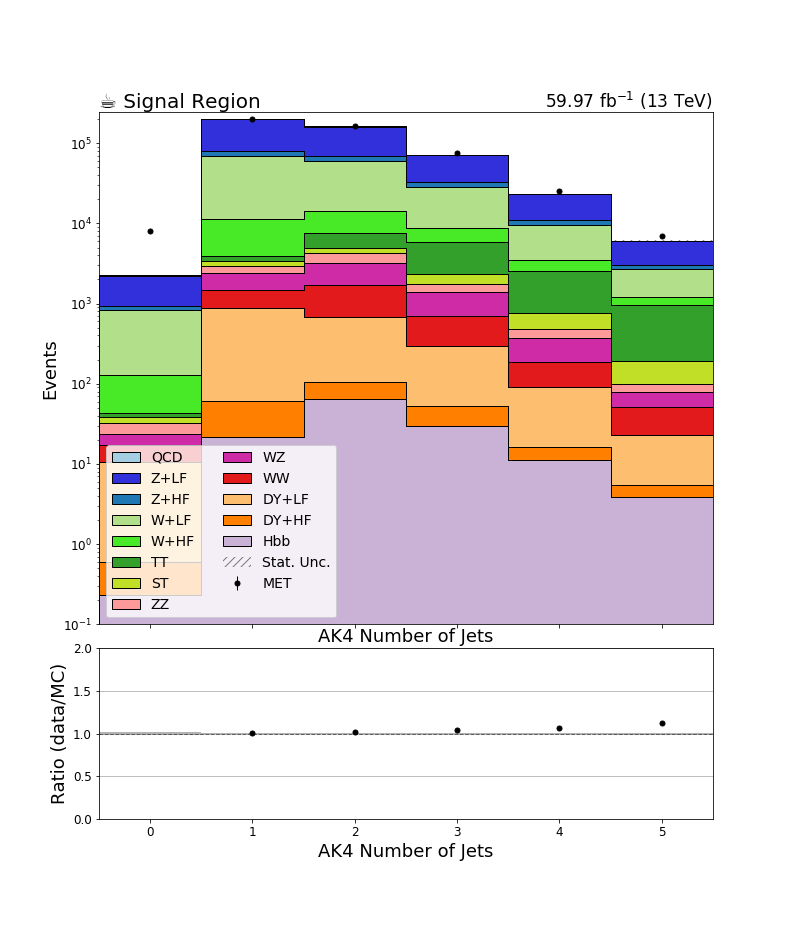 ☕ Signal Region 59.97 fb⁻¹ (13 TeV)
Events
10⁵
10⁴
10³
10²
10¹
10⁰
10⁻¹
QCD
Z+LF
Z+HF
W+LF
W+HF
TT
ST
ZZ
WZ
WW
DY+LF
DY+HF
Hbb
Stat. Unc.
MET
AK4 Number of Jets
Ratio (data/MC)
2.0
1.5
1.0
0.5
0.0
0 1 2 3 4 5
AK4 Number of Jets